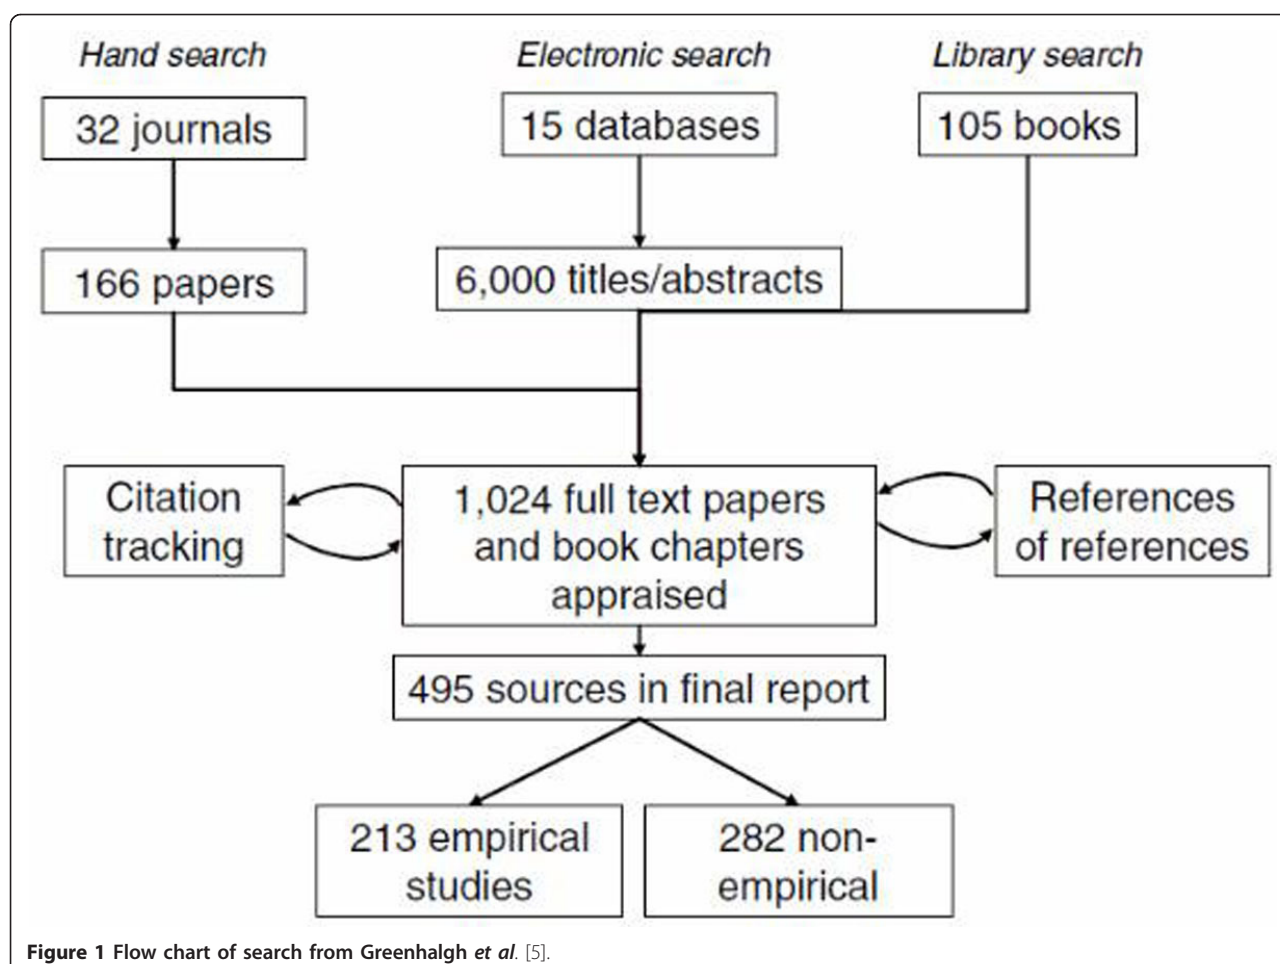 Hand search
Electronic search
Library search
32 journals
15 databases
105 books
166 papers
6,000 titles/abstracts
Citation
tracking
1,024 full text papers
and book chapters
appraised
References
of references
495 sources in final report
213 empirical
studies
282 non-
empirical
Figure 1 Flow chart of search from Greenhalgh et al. [5].